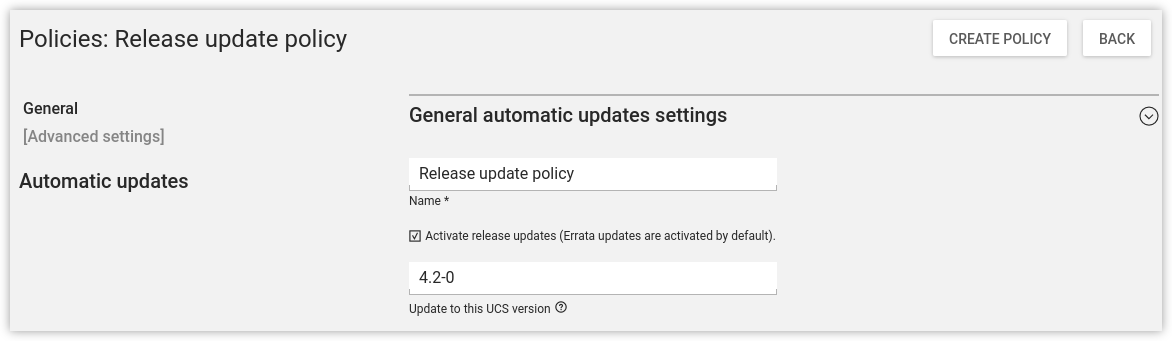 Policies: Release update policy
CREATE POLICY
BACK
General
[Advanced settings]
Automatic updates
General automatic updates settings
Release update policy
Name *
Activate release updates (Errata updates are activated by default).
4.2-0
Update to this UCS version ?